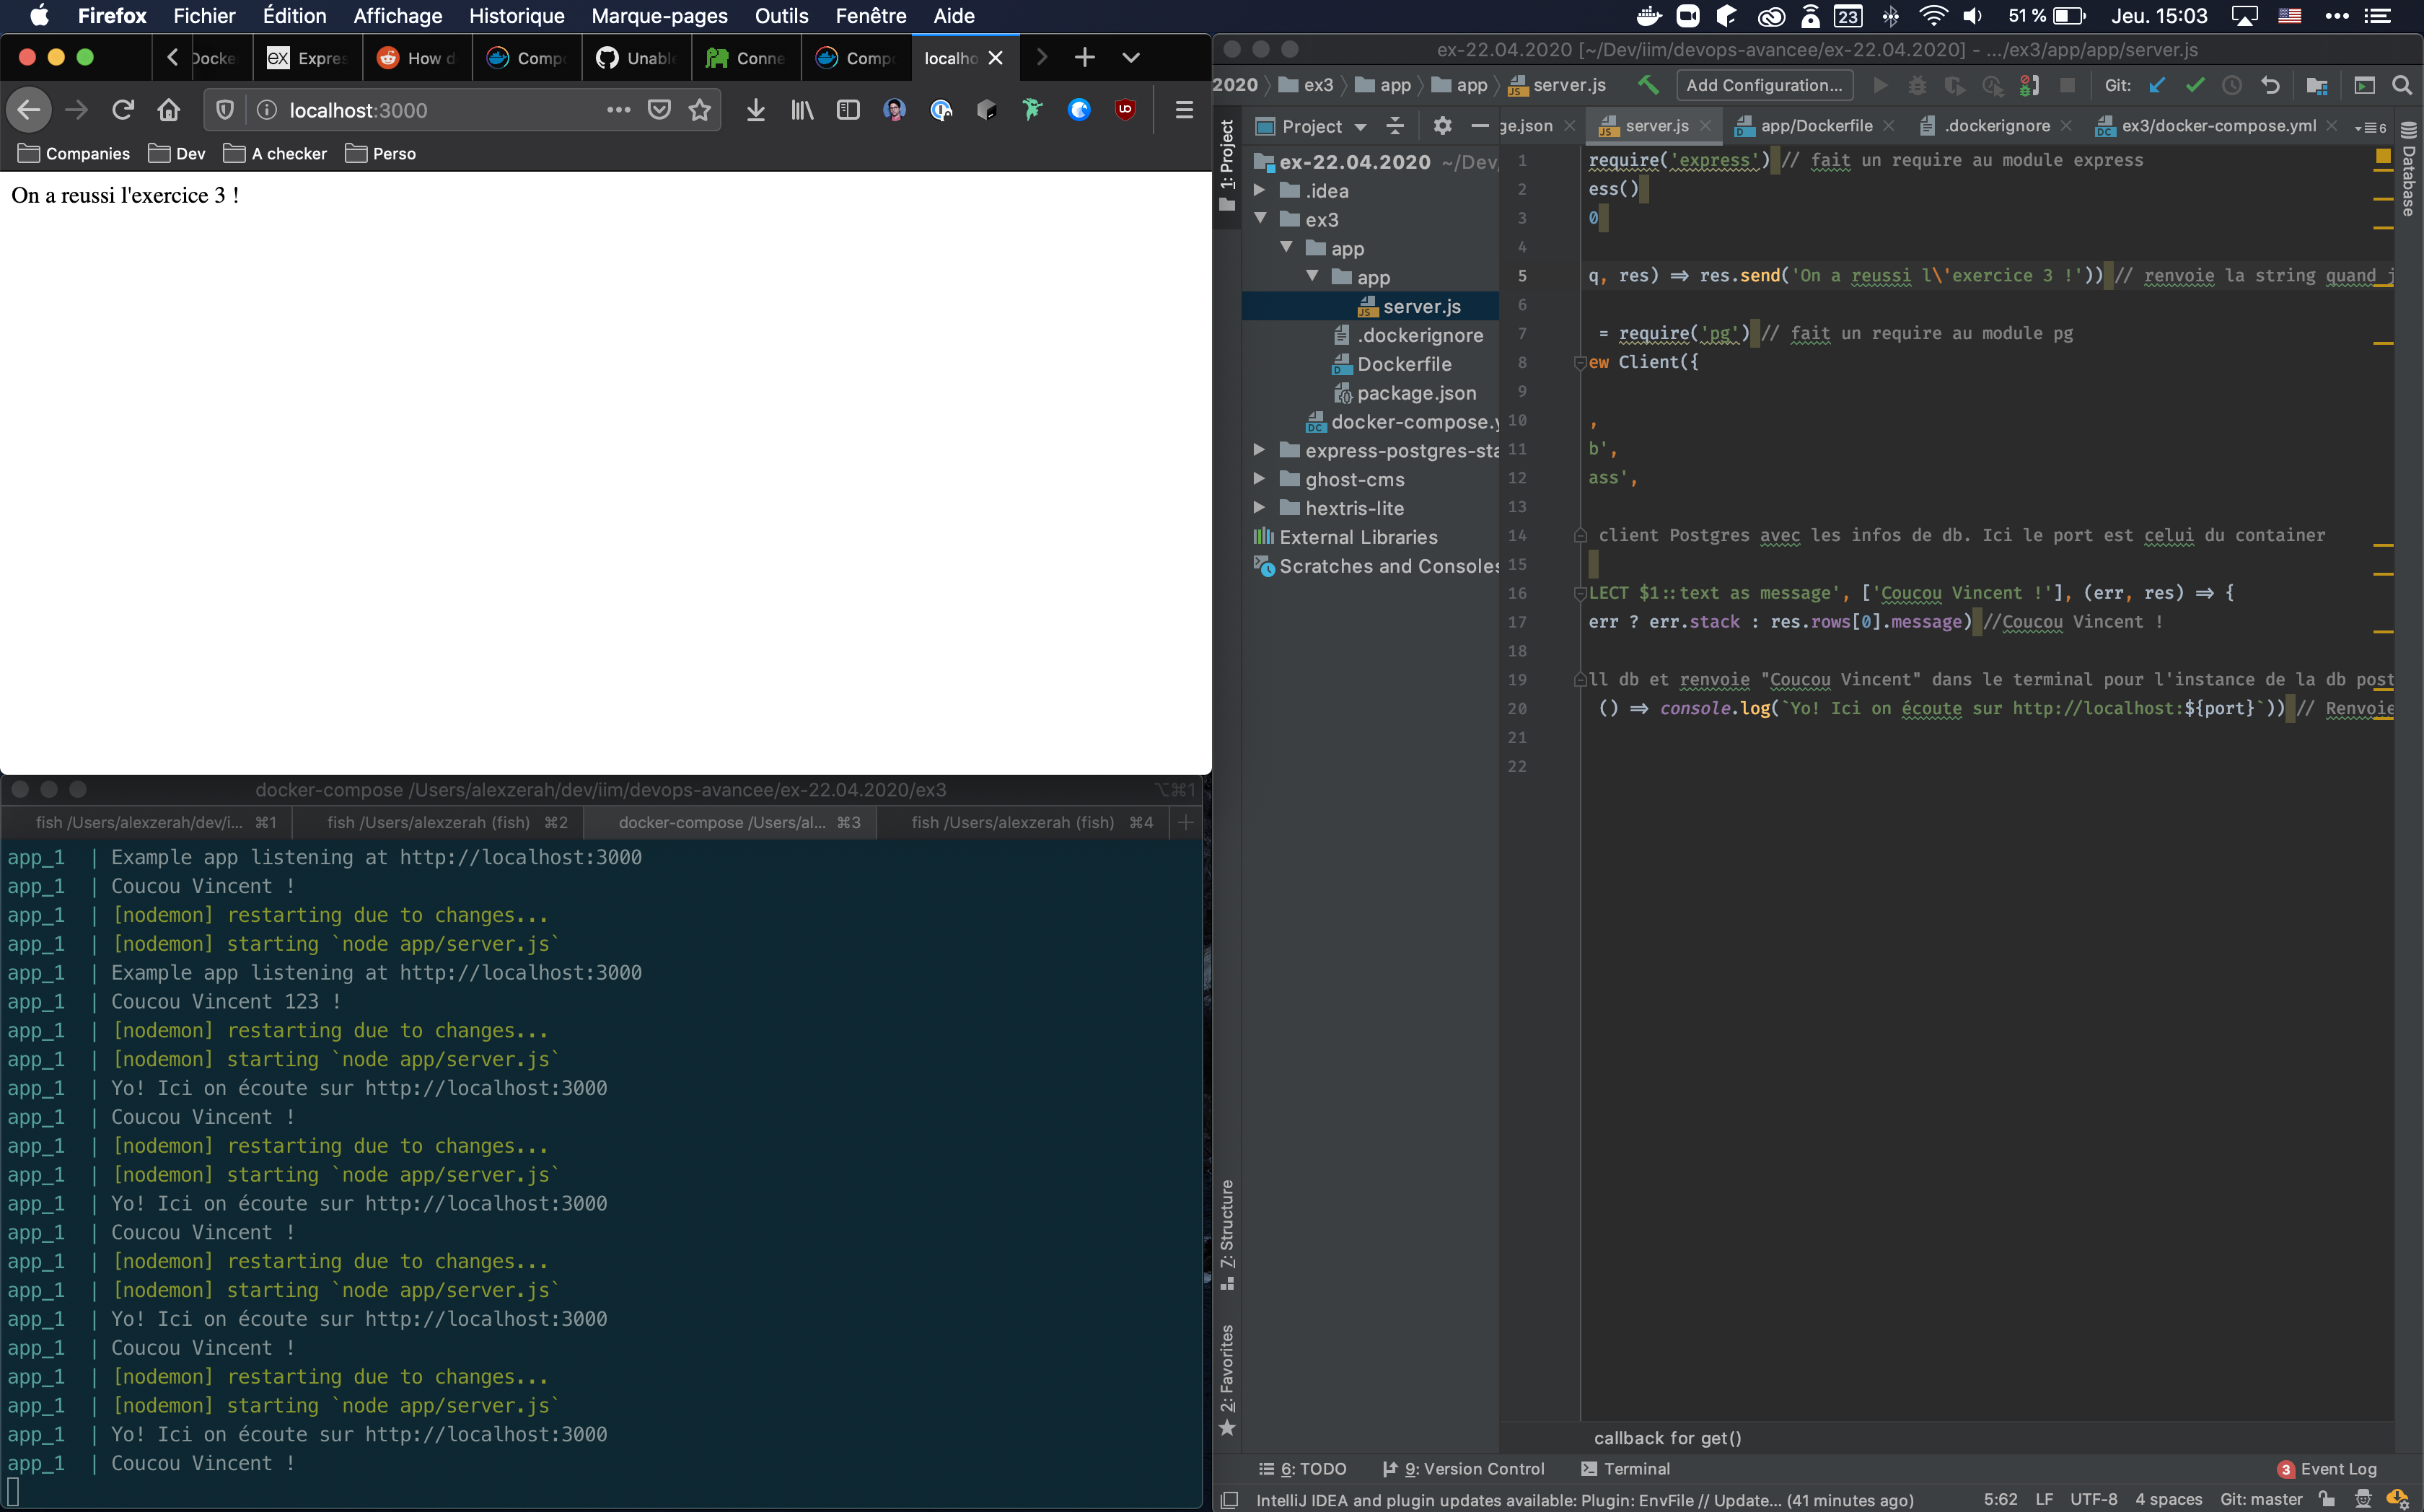 Firefox Fichier Édition Affichage Historique Marque-pages Outils Fenêtre Aide
23 51 % Jeu. 15:03
Docke Expres How d Compo Unable Conne Compo localho
localhost:3000
Companies Dev A checker Perso
On a reussi l'exercice 3 !
docker-compose /Users/alexzerah/dev/iim/devops-avancee/ex-22.04.2020/ex3 ⌥⌘1
fish /Users/alexzerah/dev/i... ⌘1 fish /Users/alexzerah (fish) ⌘2 docker-compose /Users/al... ⌘3 fish /Users/alexzerah (fish) ⌘4
app_1 | Example app listening at http://localhost:3000
app_1 | Coucou Vincent !
app_1 | [nodemon] restarting due to changes...
app_1 | [nodemon] starting `node app/server.js`
app_1 | Example app listening at http://localhost:3000
app_1 | Coucou Vincent 123 !
app_1 | [nodemon] restarting due to changes...
app_1 | [nodemon] starting `node app/server.js`
app_1 | Yo! Ici on écoute sur http://localhost:3000
app_1 | Coucou Vincent !
app_1 | [nodemon] restarting due to changes...
app_1 | [nodemon] starting `node app/server.js`
app_1 | Yo! Ici on écoute sur http://localhost:3000
app_1 | Coucou Vincent !
app_1 | [nodemon] restarting due to changes...
app_1 | [nodemon] starting `node app/server.js`
app_1 | Yo! Ici on écoute sur http://localhost:3000
app_1 | Coucou Vincent !
app_1 | [nodemon] restarting due to changes...
app_1 | [nodemon] starting `node app/server.js`
app_1 | Yo! Ici on écoute sur http://localhost:3000
app_1 | Coucou Vincent !
ex-22.04.2020 [~/Dev/iim/devops-avancee/ex-22.04.2020] - .../ex3/app/app/server.js
2020 ex3 app app server.js Add Configuration... Git:
Project ge.json server.js app/Dockerfile .dockerignore ex3/docker-compose.yml 6
1: Project
Database
ex-22.04.2020 ~/Dev/
.idea
ex3
app
app
server.js
.dockerignore
Dockerfile
package.json
docker-compose.y
express-postgres-sta
ghost-cms
hextris-lite
External Libraries
Scratches and Consoles
1 require('express') // fait un require au module express
2 ess()
3 0
4
5 q, res) => res.send('On a reussi l\'exercice 3 !')) // renvoie la string quand j
6
7 = require('pg') // fait un require au module pg
8 ew Client({
9
10 ,
11 b',
12 ass',
13
14 client Postgres avec les infos de db. Ici le port est celui du container
15
16 LECT $1::text as message', ['Coucou Vincent !'], (err, res) => {
17 err ? err.stack : res.rows[0].message) //Coucou Vincent !
18
19 ll db et renvoie "Coucou Vincent" dans le terminal pour l'instance de la db post
20 () => console.log(`Yo! Ici on écoute sur http://localhost:${port}`)) // Renvoie
21
22
Z: Structure
2: Favorites
callback for get()
6: TODO 9: Version Control Terminal 3 Event Log
IntelliJ IDEA and plugin updates available: Plugin: EnvFile // Update... (41 minutes ago) 5:62 LF UTF-8 4 spaces Git: master